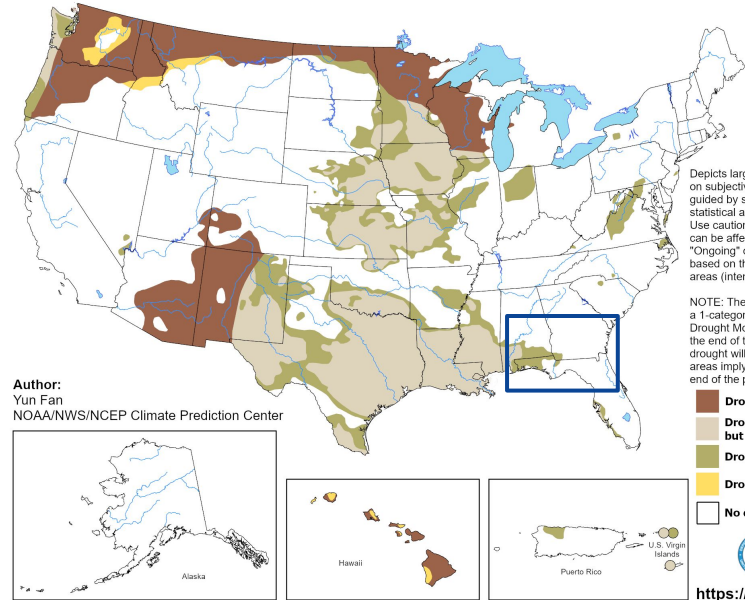 Depicts larg
on subjectiv
guided by s
statistical a
Use caution
can be affe
"Ongoing" d
based on th
areas (inter
NOTE: The
a 1-category
Drought Mo
the end of t
drought will
areas imply
end of the p
Author:
Yun Fan
NOAA/NWS/NCEP Climate Prediction Center
Dro
Dro
but
Dro
Dro
No d
Alaska
Hawaii
Puerto Rico
U.S. Virgin
Islands
https://